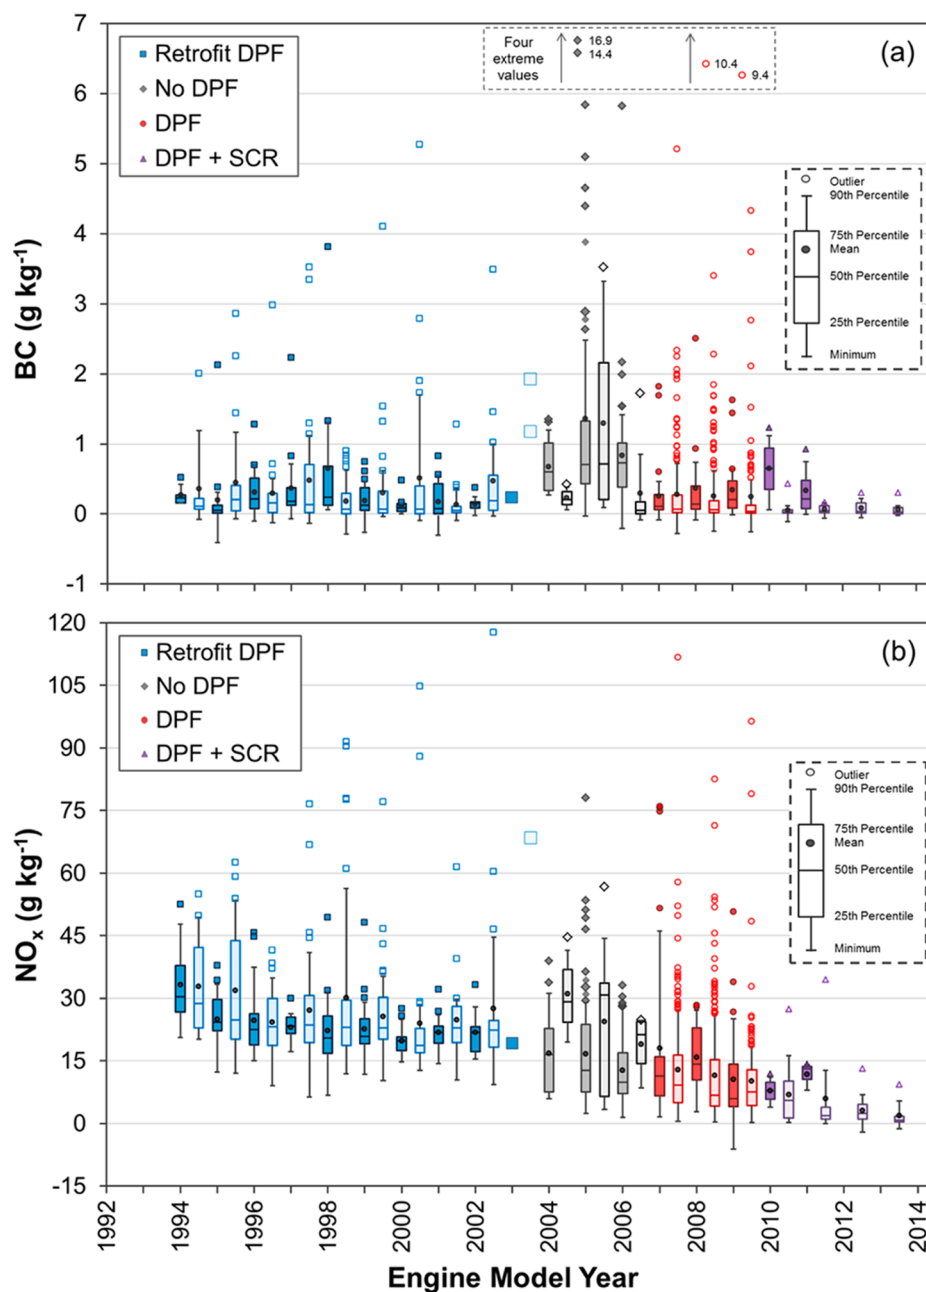 7
6
5
4
3
2
1
0
-1
BC (g kg⁻¹)
Retrofit DPF
No DPF
DPF
DPF + SCR
Four
extreme
values
16.9
14.4
10.4
9.4
(a)
Outlier
90th Percentile
75th Percentile
Mean
50th Percentile
25th Percentile
Minimum
120
105
90
75
60
45
30
15
0
-15
NOₓ (g kg⁻¹)
Retrofit DPF
No DPF
DPF
DPF + SCR
(b)
Outlier
90th Percentile
75th Percentile
Mean
50th Percentile
25th Percentile
Minimum
1992
1994
1996
1998
2000
2002
2004
2006
2008
2010
2012
2014
Engine Model Year